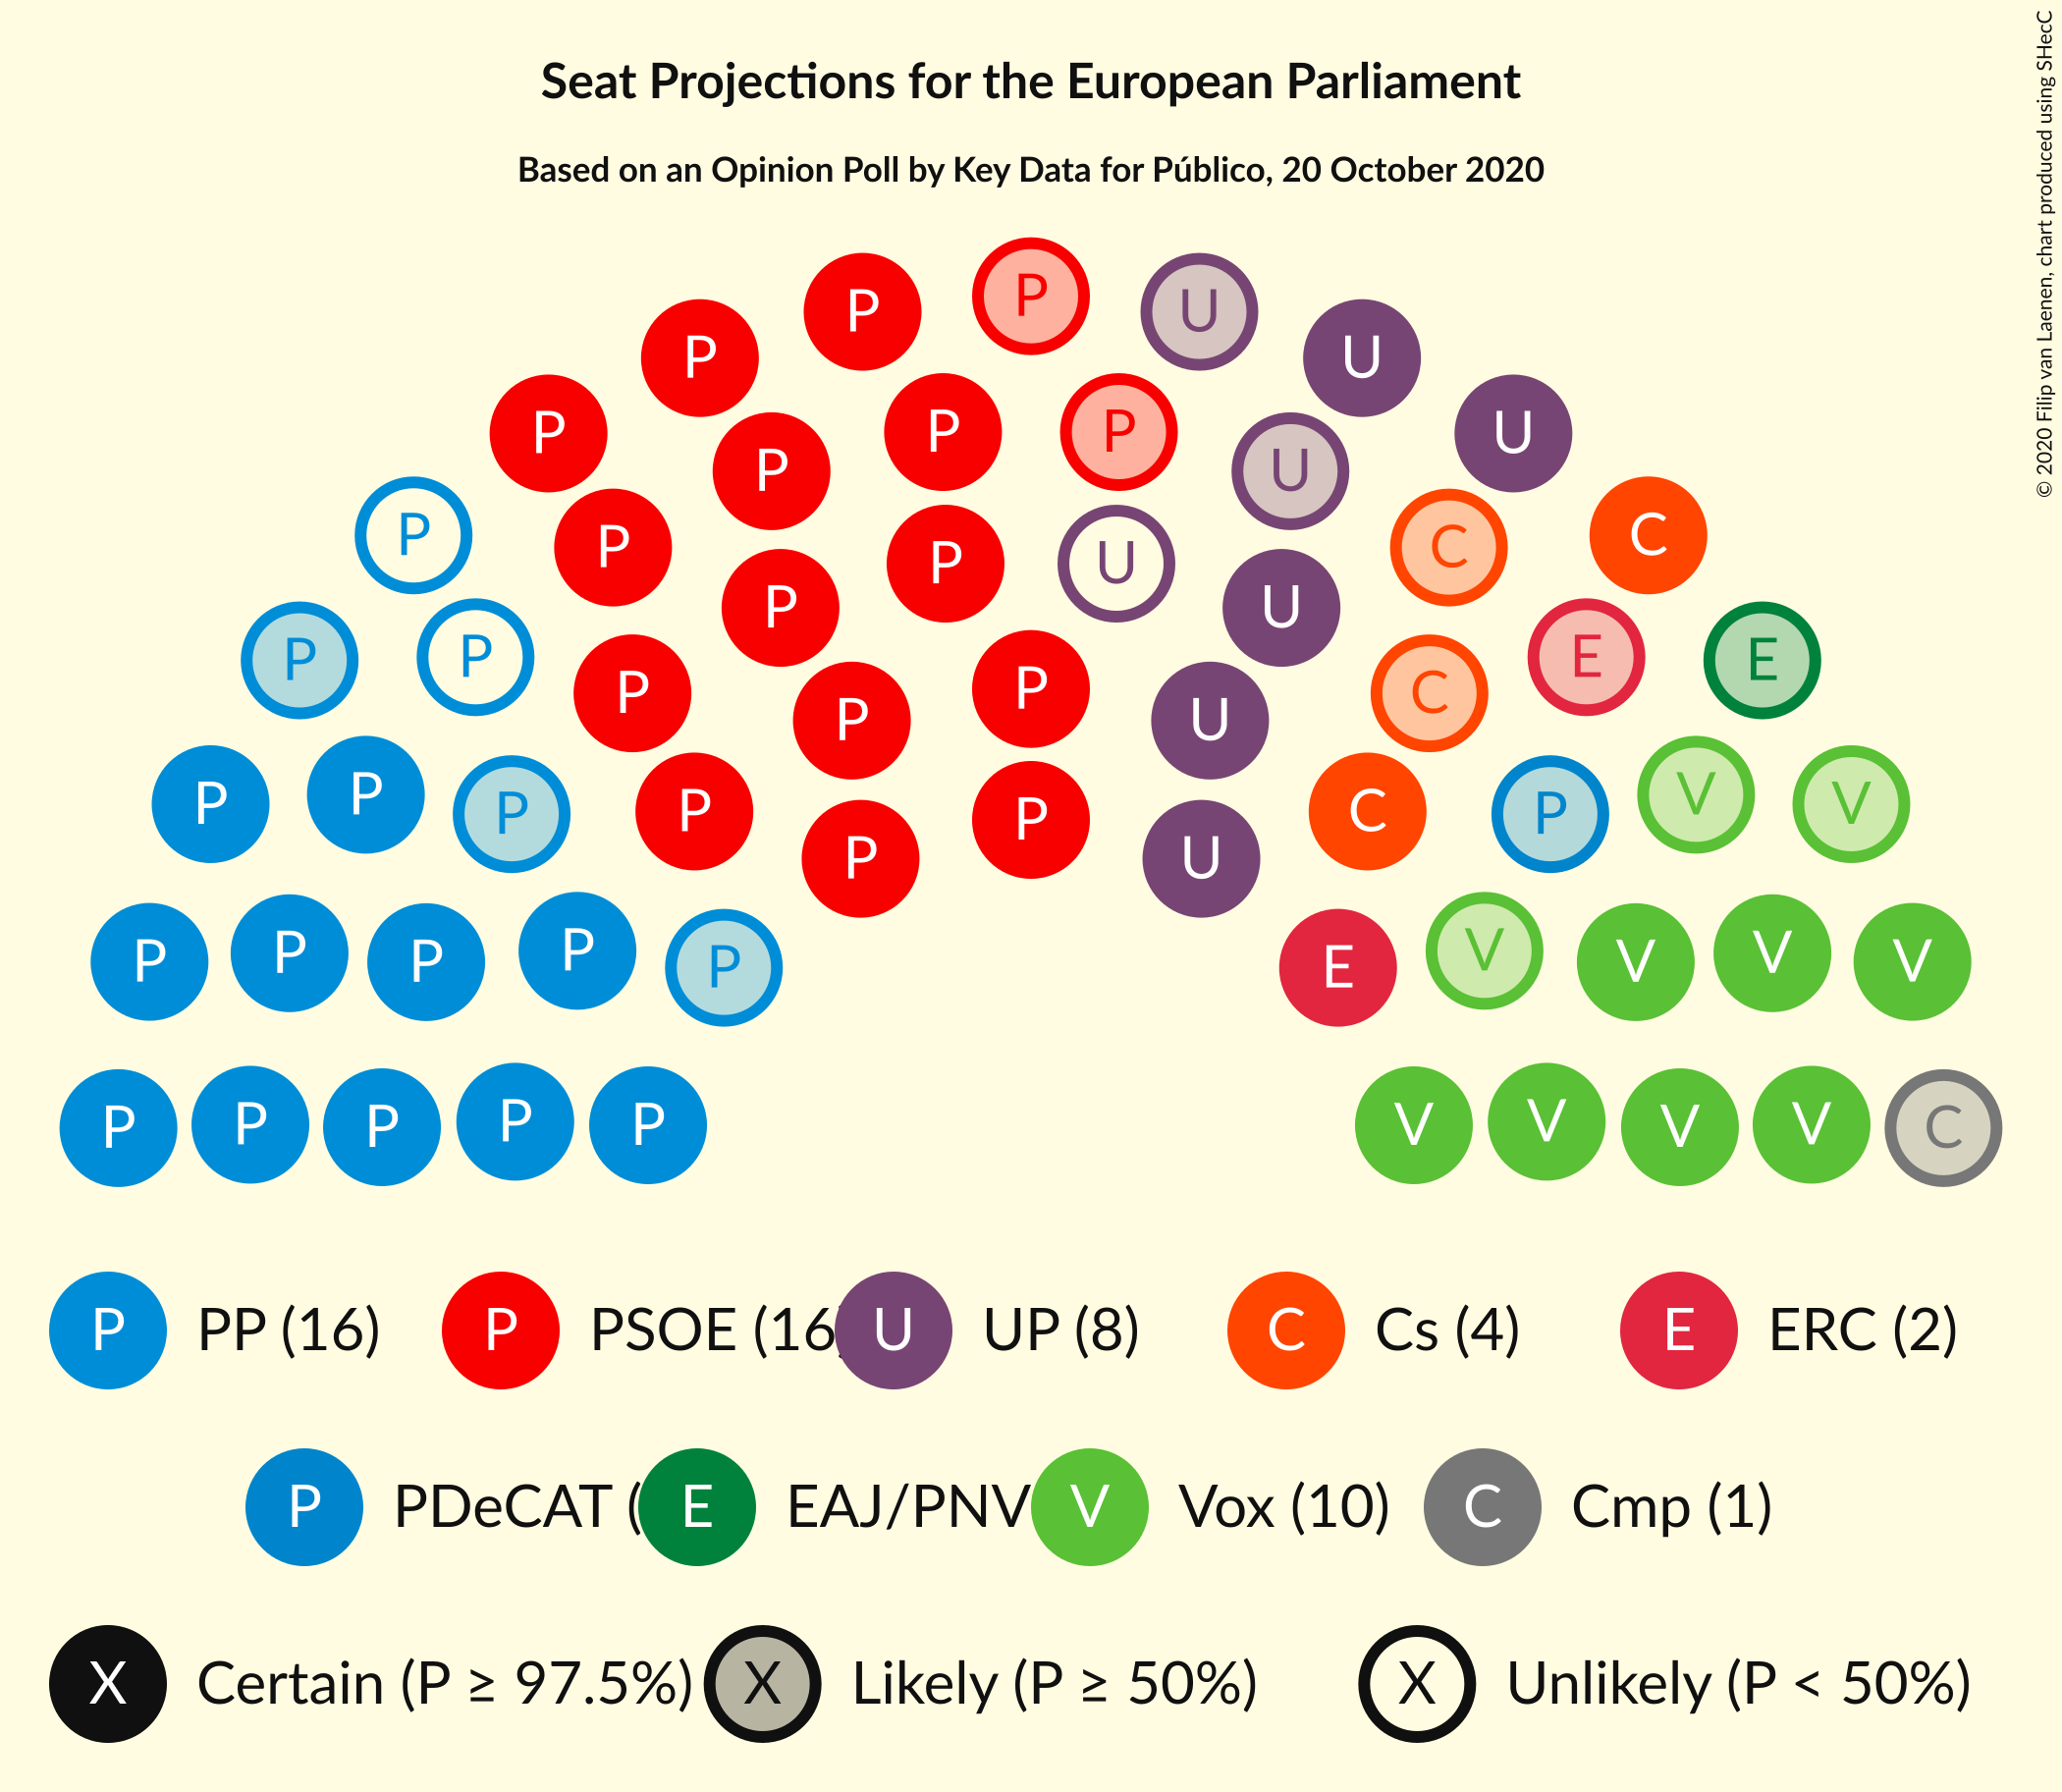 Seat Projections for the European Parliament
Based on an Opinion Poll by Key Data for Público, 20 October 2020
© 2020 Filip van Laenen, chart produced using SHecC
P
P U
P U
P P
P U
P U
P C
P C
P U
P U
P E
P E
P C
P U
P P P V V
P P V V
P P C
P P U
P P P P V V V
P E
P P P P P V V V V C
P PP (16) P PSOE (16 U UP (8) C Cs (4) E ERC (2)
P PDeCAT ( E EAJ/PNV V Vox (10) C Cmp (1)
X Certain (P ≥ 97.5%) X Likely (P ≥ 50%) X Unlikely (P < 50%)